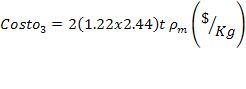 Costo₃ = 2(1.22x2.44)t ρₘ($/Kg)